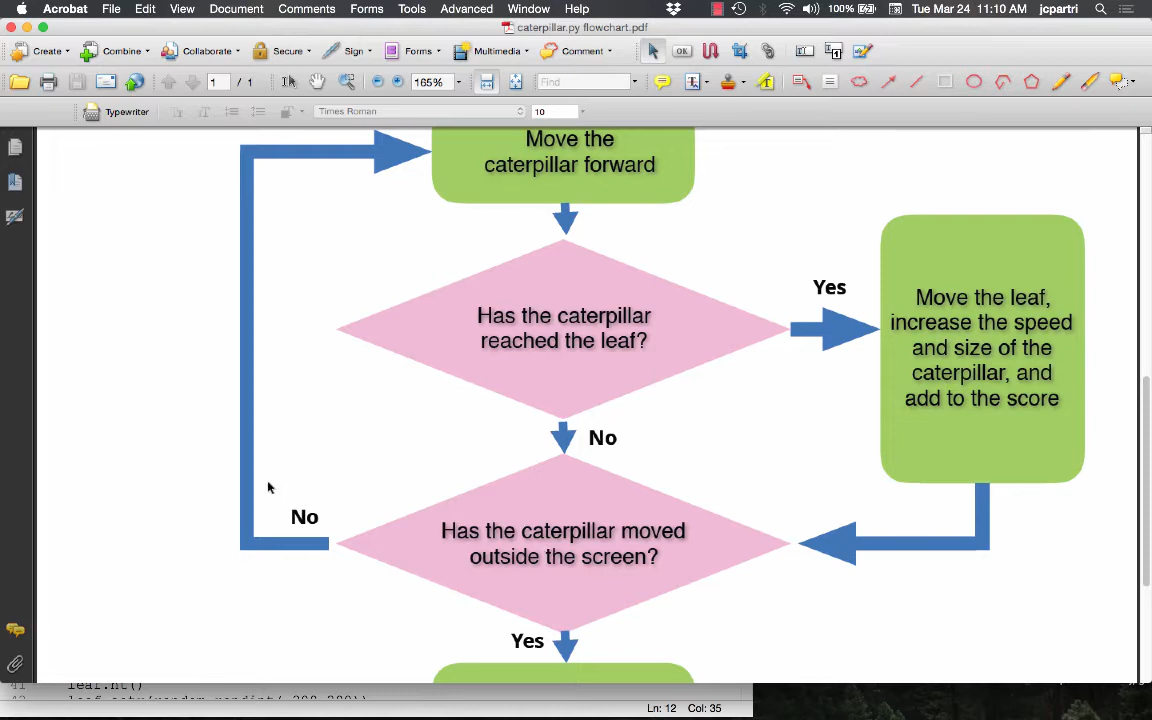 Acrobat File Edit View Document Comments Forms Tools Advanced Window Help 100% Tue Mar 24 11:10 AM jcpartri
caterpillar.py flowchart.pdf
Create Combine Collaborate Secure Sign Forms Multimedia Comment
1 / 1 165% Find
Typewriter Times Roman 10
Move the
caterpillar forward
Has the caterpillar
reached the leaf?
Yes
Move the leaf,
increase the speed
and size of the
caterpillar, and
add to the score
No
Has the caterpillar moved
outside the screen?
No
Yes
41 leaf.ht()
Ln: 12 Col: 35